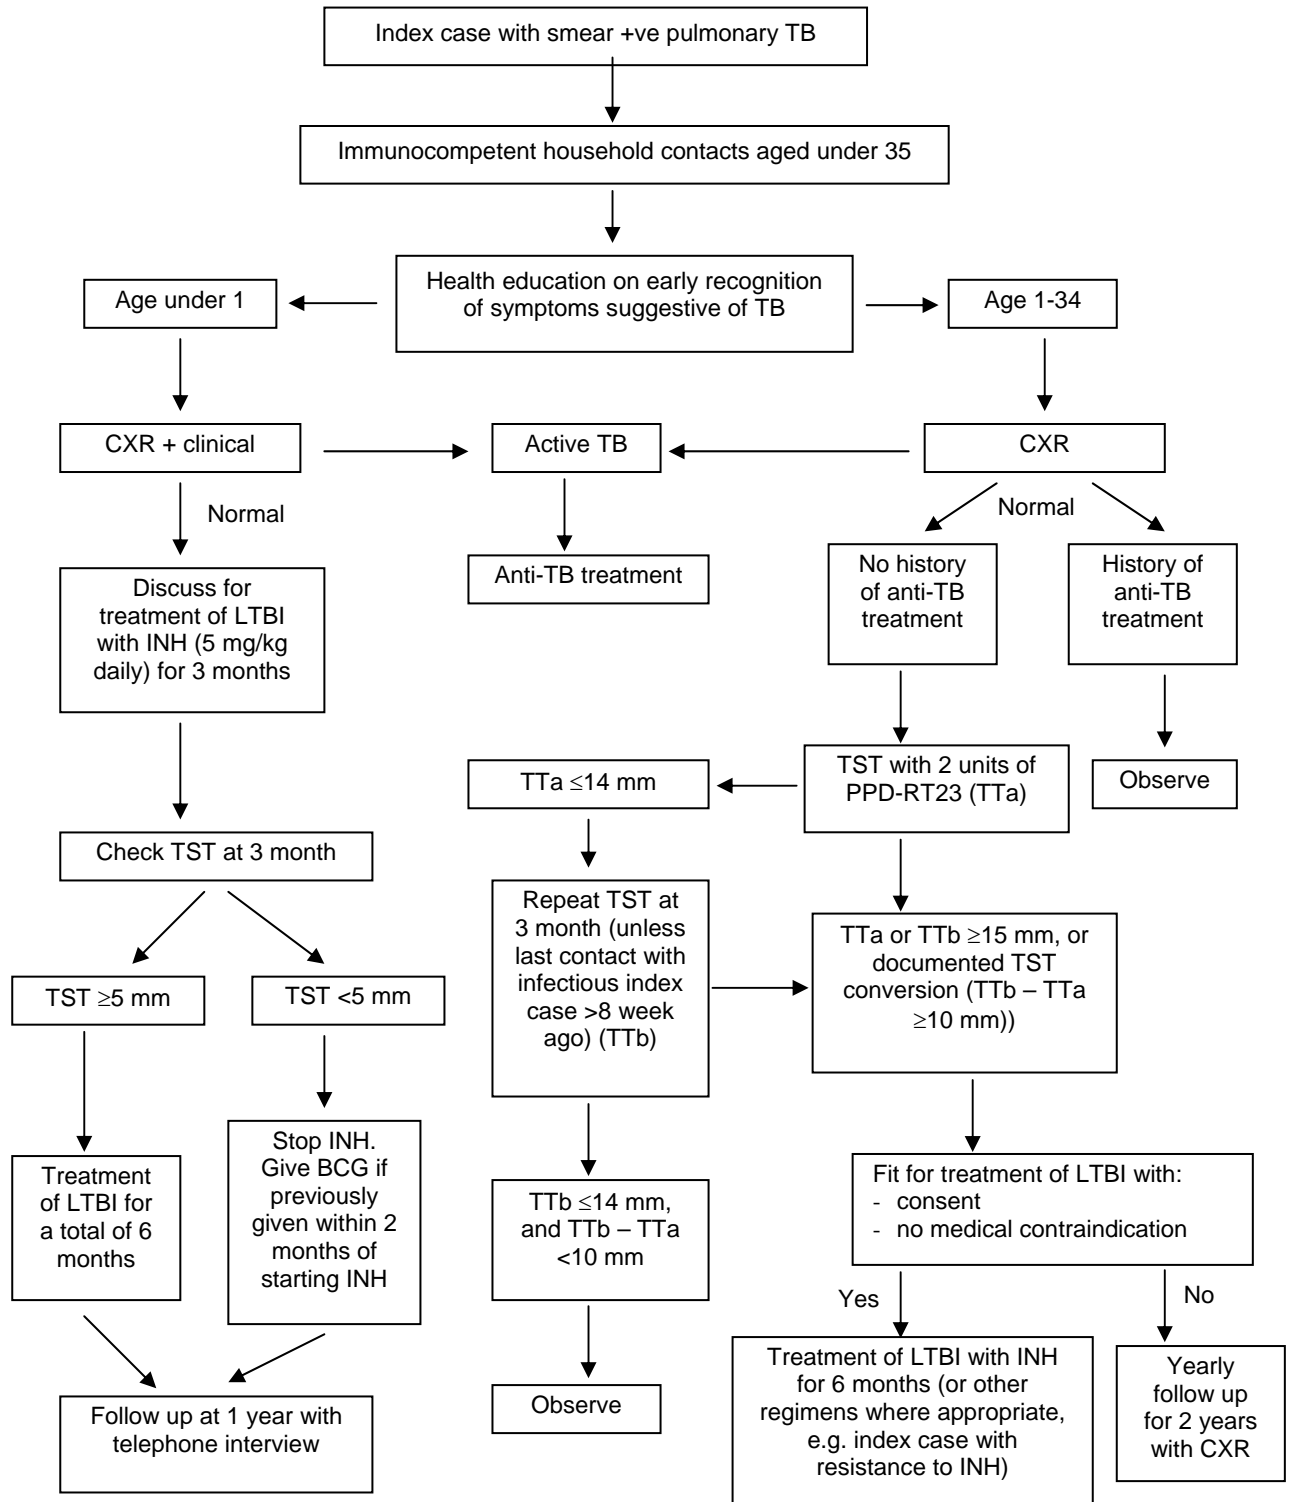 Index case with smear +ve pulmonary TB
Immunocompetent household contacts aged under 35
Health education on early recognition
of symptoms suggestive of TB
Age under 1
Age 1-34
CXR + clinical
Active TB
CXR
Normal
Normal
Anti-TB treatment
No history
of anti-TB
treatment
History of
anti-TB
treatment
Discuss for
treatment of LTBI
with INH (5 mg/kg
daily) for 3 months
TTa ≤14 mm
TST with 2 units of
PPD-RT23 (TTa)
Observe
Check TST at 3 month
Repeat TST at
3 month (unless
last contact with
infectious index
case >8 week
ago) (TTb)
TTa or TTb ≥15 mm, or
documented TST
conversion (TTb – TTa
≥10 mm))
TST ≥5 mm
TST <5 mm
Treatment
of LTBI for
a total of 6
months
Stop INH.
Give BCG if
previously
given within 2
months of
starting INH
TTb ≤14 mm,
and TTb – TTa
<10 mm
Fit for treatment of LTBI with:
- consent
- no medical contraindication
Yes
No
Follow up at 1 year with
telephone interview
Observe
Treatment of LTBI with INH
for 6 months (or other
regimens where appropriate,
e.g. index case with
resistance to INH)
Yearly
follow up
for 2 years
with CXR